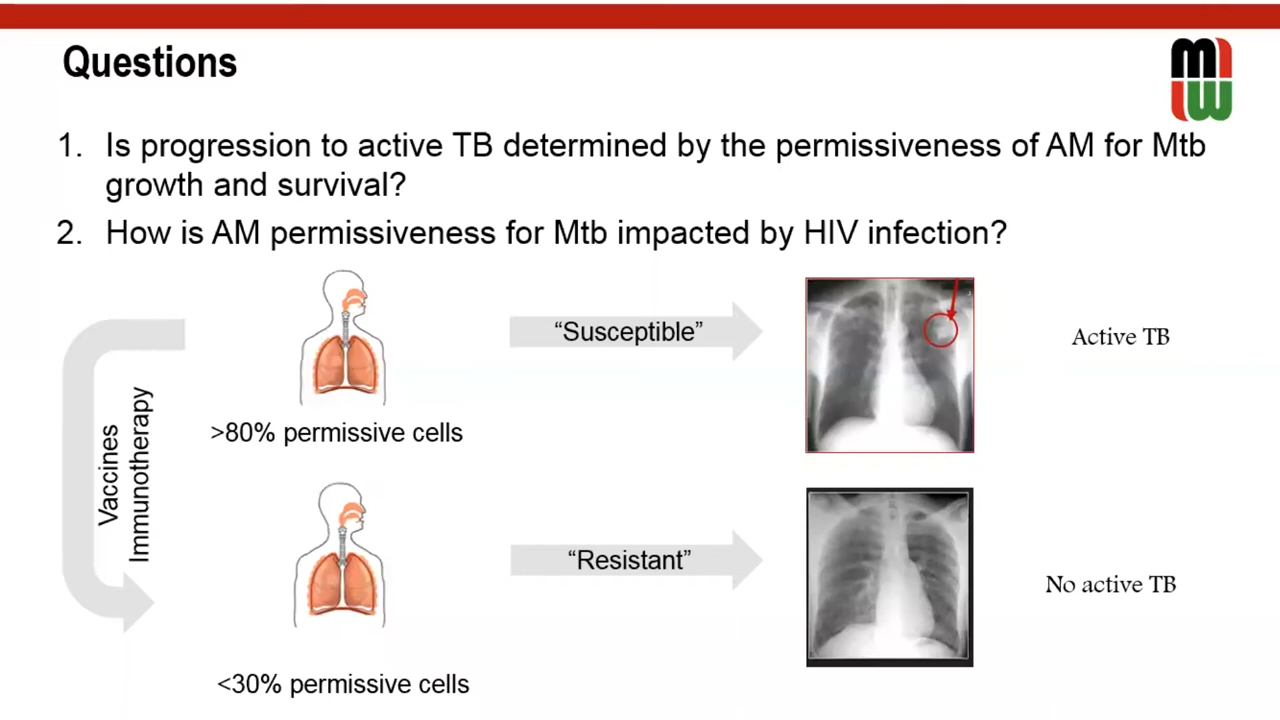 Questions
1. Is progression to active TB determined by the permissiveness of AM for Mtb
growth and survival?
2. How is AM permissiveness for Mtb impacted by HIV infection?
“Susceptible”
Active TB
>80% permissive cells
Vaccines
Immunotherapy
“Resistant”
No active TB
<30% permissive cells